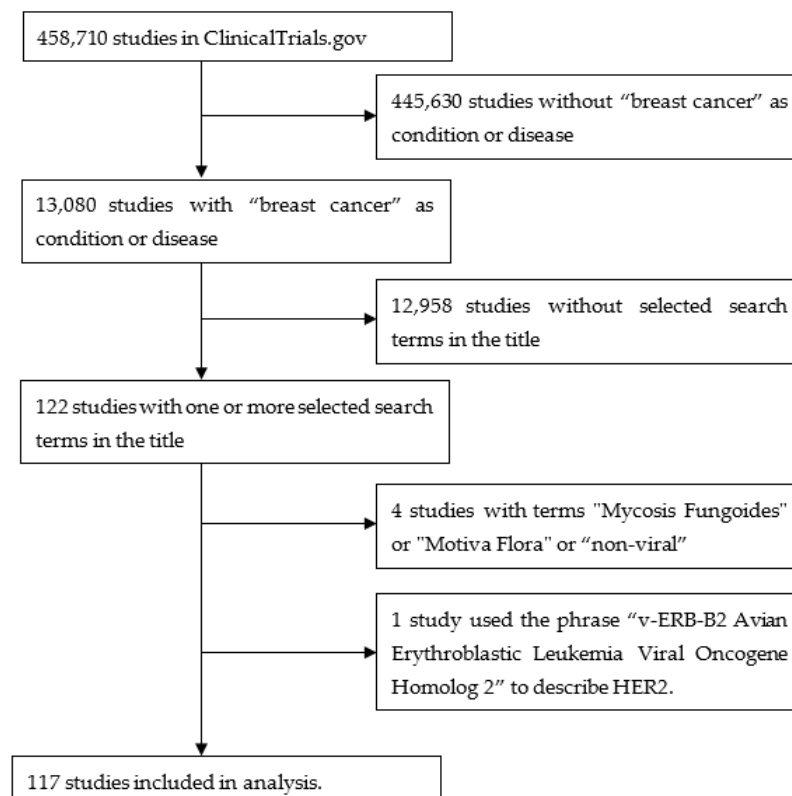 458,710 studies in ClinicalTrials.gov
445,630 studies without “breast cancer” as
condition or disease
13,080 studies with “breast cancer” as
condition or disease
12,958 studies without selected search
terms in the title
122 studies with one or more selected search
terms in the title
4 studies with terms "Mycosis Fungoides"
or "Motiva Flora" or “non-viral”
1 study used the phrase “v-ERB-B2 Avian
Erythroblastic Leukemia Viral Oncogene
Homolog 2” to describe HER2.
117 studies included in analysis.